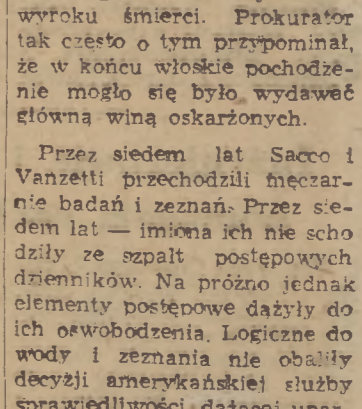 wyroku śmierci. Prokurator
tak często o tym przypominał,
że w końcu włoskie pochodze-
nie mogło się było wydawać
główną winą oskarżonych.
Przez siedem lat Sacco i
Vanzetti przechodzili męczar-
nie badań i zeznań. Przez sie-
dem lat — imiona ich nie scho
dziły ze szpalt postępowych
dzienników. Na próżno jednak
elementy postępowe dążyły do
ich oswobodzenia. Logiczne do
wody i zeznania nie obaliły
decyzji amerykańskiej służby
sprawiedliwości dążącej